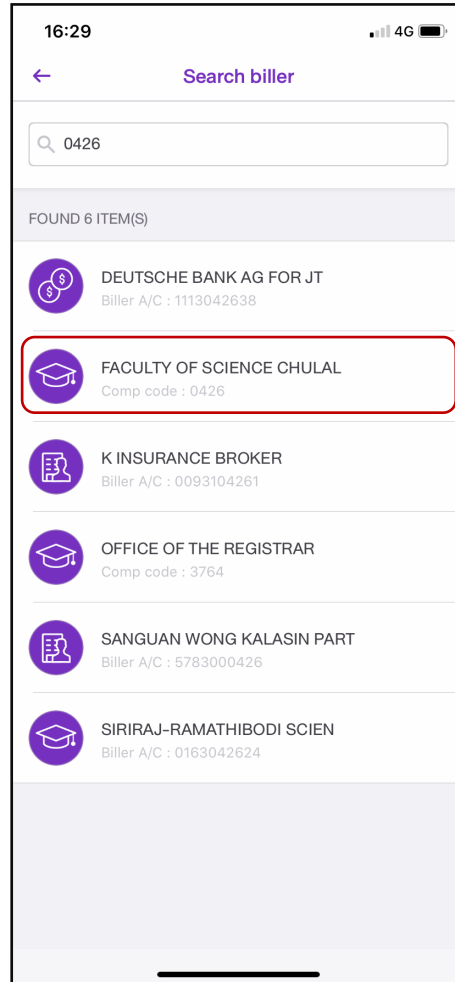 16:29
4G
Search biller
0426
FOUND 6 ITEM(S)
DEUTSCHE BANK AG FOR JT
Biller A/C : 1113042638
FACULTY OF SCIENCE CHULAL
Comp code : 0426
K INSURANCE BROKER
Biller A/C : 0093104261
OFFICE OF THE REGISTRAR
Comp code : 3764
SANGUAN WONG KALASIN PART
Biller A/C : 5783000426
SIRIRAJ-RAMATHIBODI SCIEN
Biller A/C : 0163042624